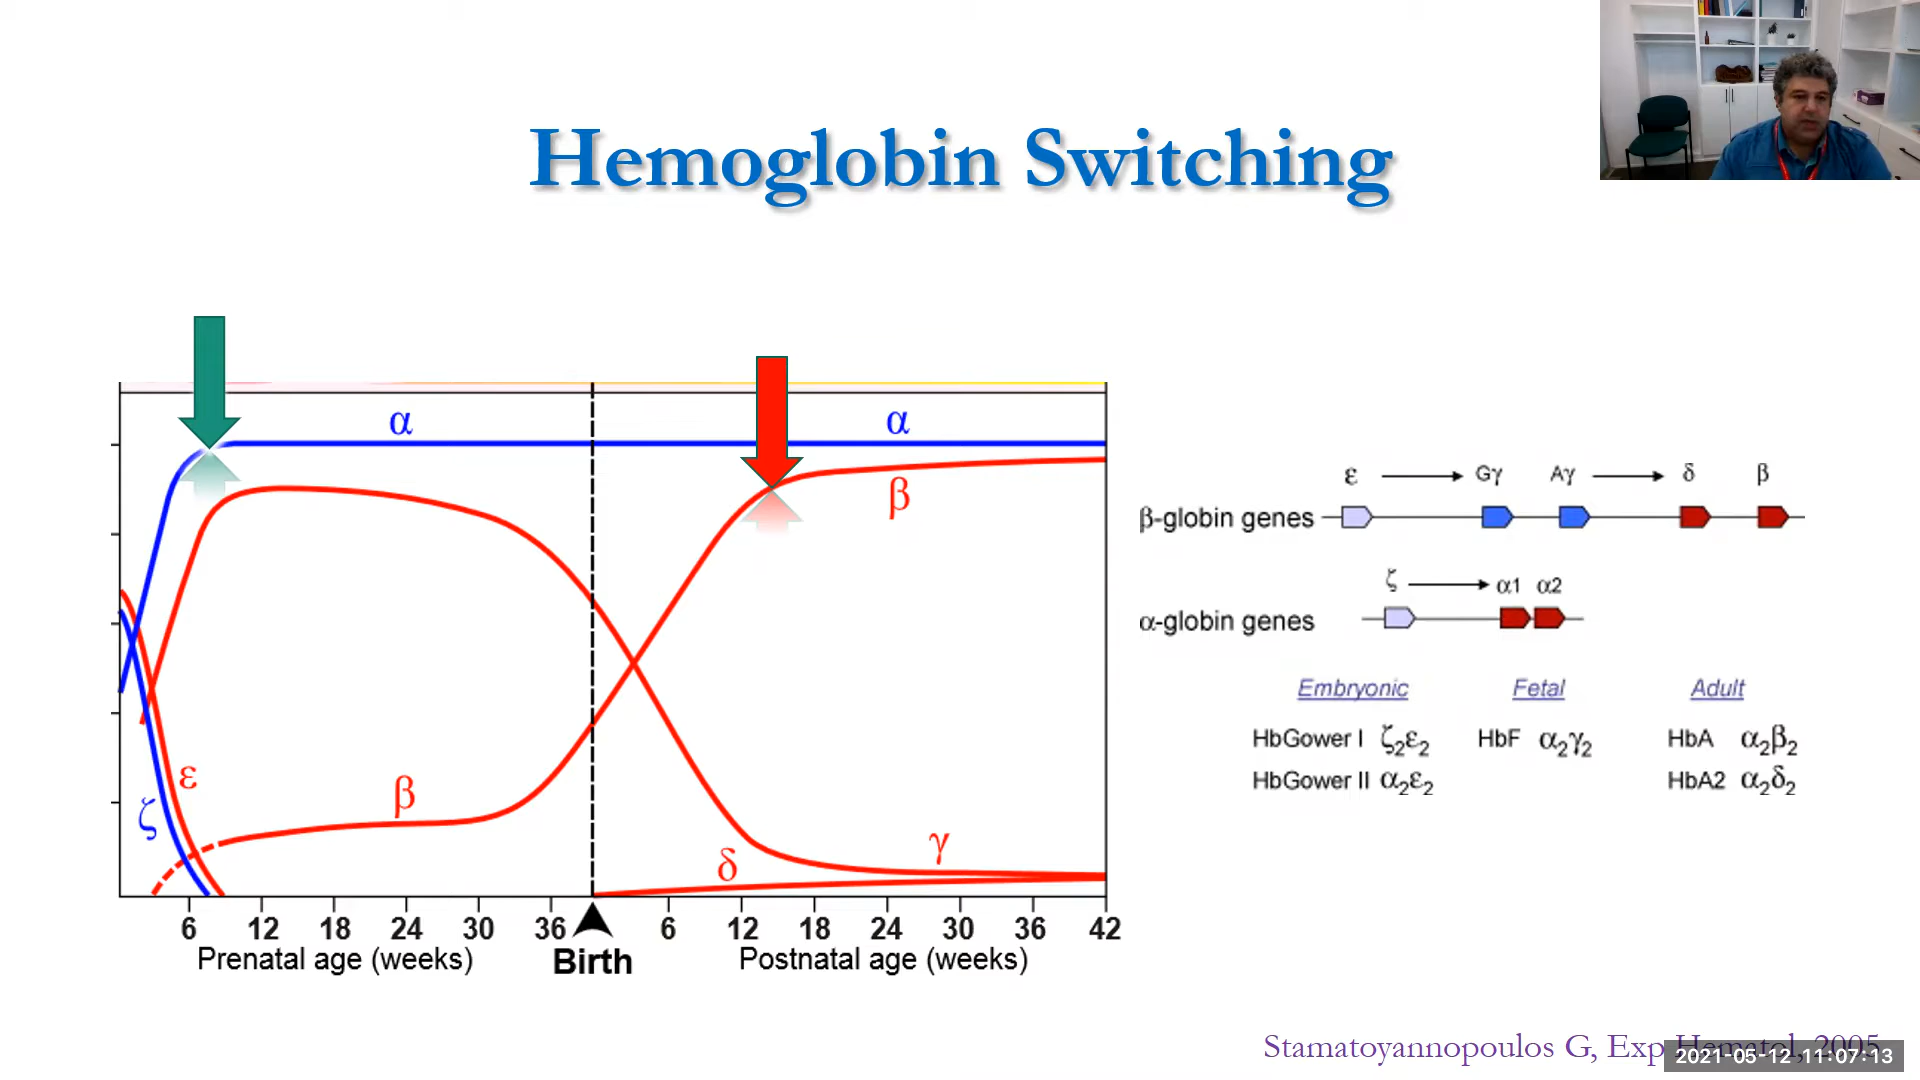 Hemoglobin Switching
α
α
β
ε
ζ
β
γ
δ
6 12 18 24 30 36 6 12 18 24 30 36 42
Prenatal age (weeks)
Birth
Postnatal age (weeks)
ε Gγ Aγ δ β
β-globin genes
ζ α1 α2
α-globin genes
Embryonic Fetal Adult
HbGower I ζ2ε2 HbF α2γ2 HbA α2β2
HbGower II α2ε2 HbA2 α2δ2
Stamatoyannopoulos G, Exp Hematol, 2005
2021-05-12 11:07:13